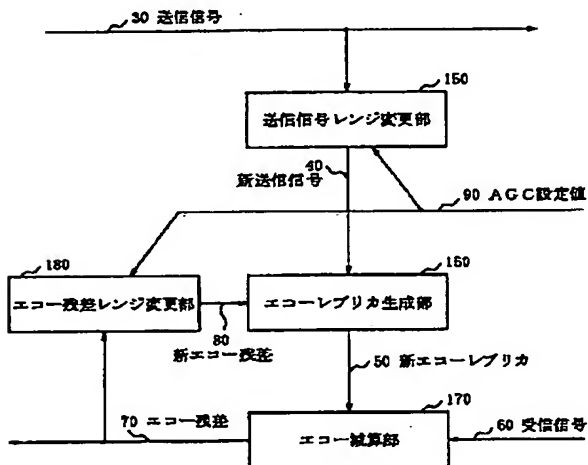 30 送信信号
150
送信信号レンジ変更部
40
新送信信号
90 AGC設定値
180
エコー残差レンジ変更部
160
エコーレプリカ生成部
80
新エコー残差
50 新エコーレプリカ
170
70 エコー残差
エコー減算部
60 受信信号